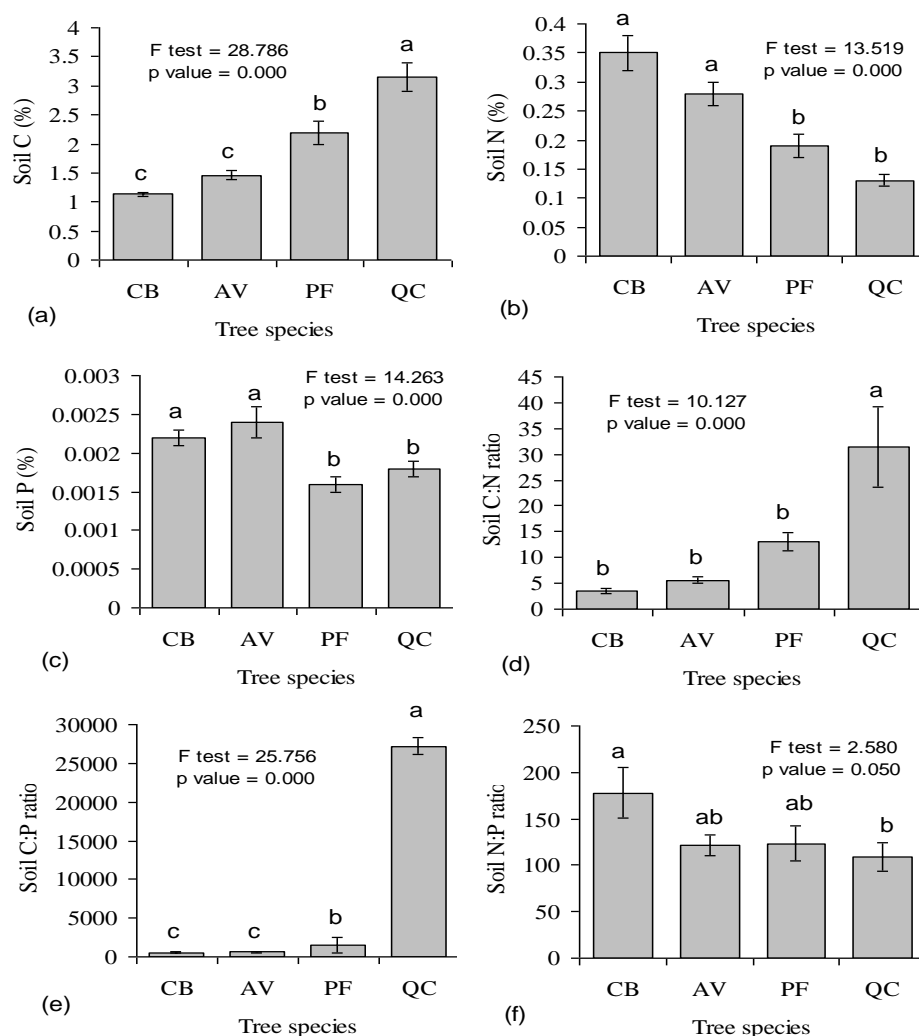 a
F test = 28.786
p value = 0.000
Soil C (%)
4
3.5
3
2.5
2
1.5
1
0.5
0
c
c
b
a
CB AV PF QC
(a)
Tree species
F test = 13.519
p value = 0.000
Soil N (%)
0.4
0.35
0.3
0.25
0.2
0.15
0.1
0.05
0
a
a
b
b
CB AV PF QC
(b)
Tree species
F test = 14.263
p value = 0.000
Soil P (%)
0.003
0.0025
0.002
0.0015
0.001
0.0005
0
a
a
b
b
CB AV PF QC
(c)
Tree species
F test = 10.127
p value = 0.000
Soil C:N ratio
45
40
35
30
25
20
15
10
5
0
b
b
b
a
CB AV PF QC
(d)
Tree species
F test = 25.756
p value = 0.000
Soil C:P ratio
30000
25000
20000
15000
10000
5000
0
c
c
b
a
CB AV PF QC
(e)
Tree species
F test = 2.580
p value = 0.050
Soil N:P ratio
250
200
150
100
50
0
a
ab
ab
b
CB AV PF QC
(f)
Tree species